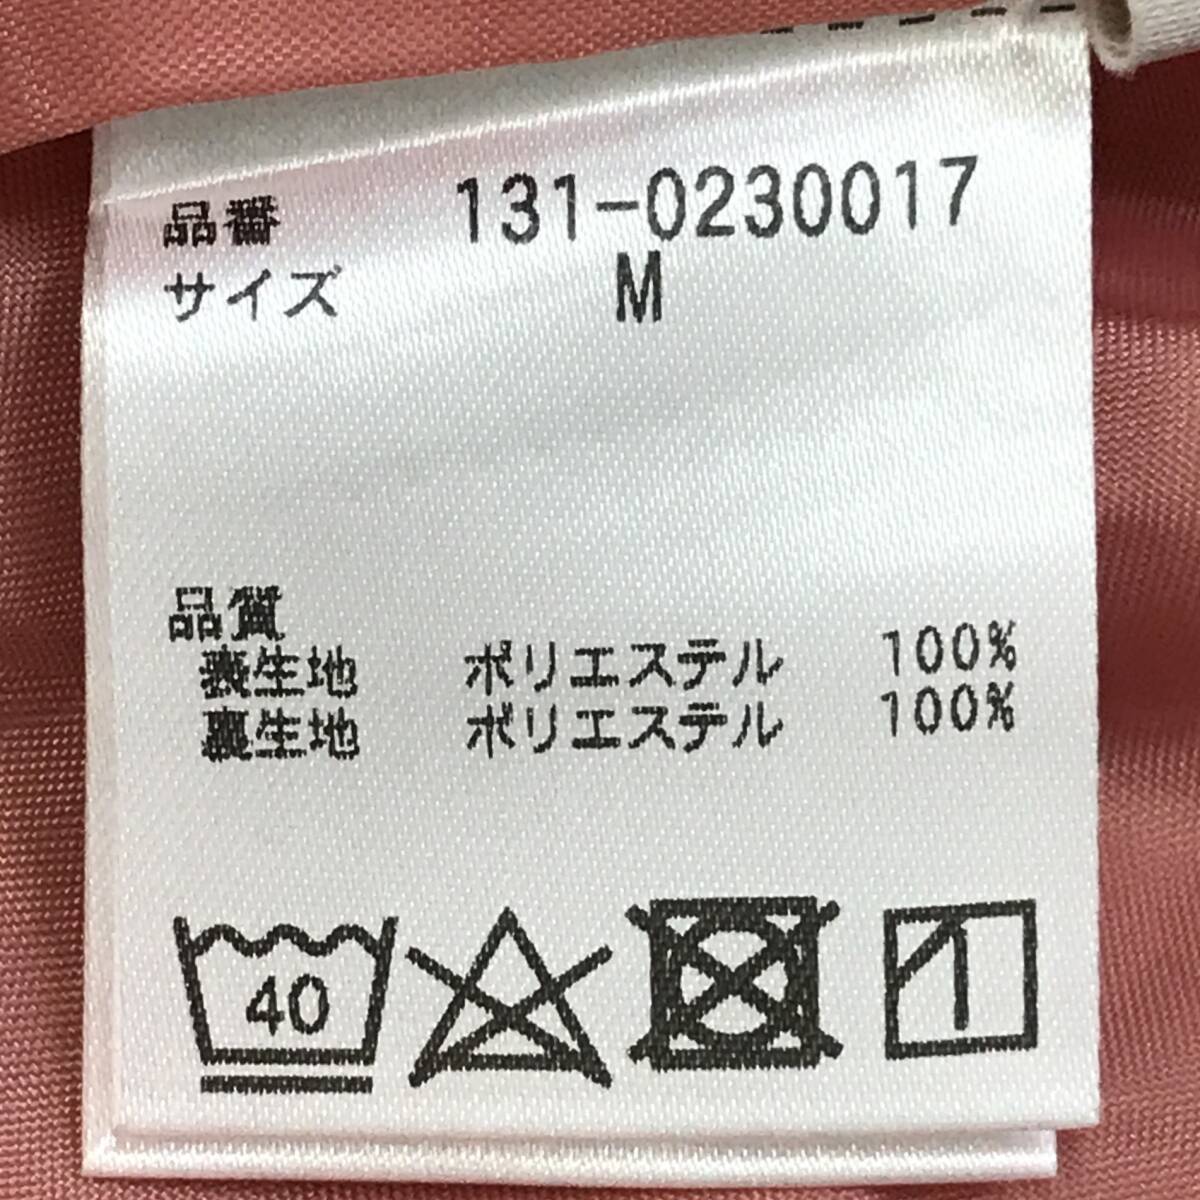 品番 131-0230017
サイズ M
品質
表生地 ポリエステル 100%
裏生地 ポリエステル 100%
40